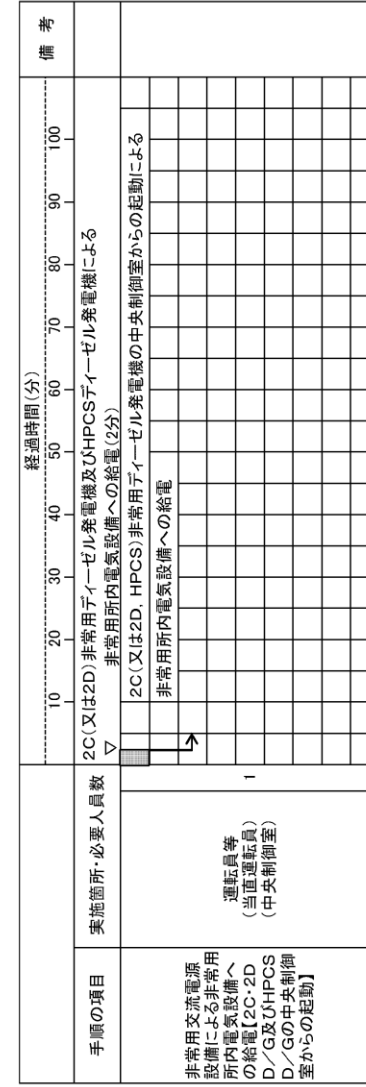 経過時間(分)
備 考
手順の項目
実施箇所・必要人員数
10
20
30
40
50
60
70
80
90
100
2C(又は2D)非常用ディーゼル発電機及びHPCSディーゼル発電機による
非常用所内電気設備への給電(2分)
▽
2C(又は2D, HPCS)非常用ディーゼル発電機の中央制御室からの起動による
非常用所内電気設備への給電
非常用交流電源
設備による非常用
所内電気設備へ
の給電【2C・2D
D/G及びHPCS
D/Gの中央制御
室からの起動】
運転員等
(当直運転員)
(中央制御室)
1